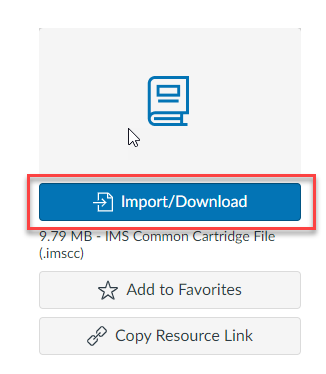 Import/Download
9.79 MB - IMS Common Cartridge File
(.imscc)
Add to Favorites
Copy Resource Link